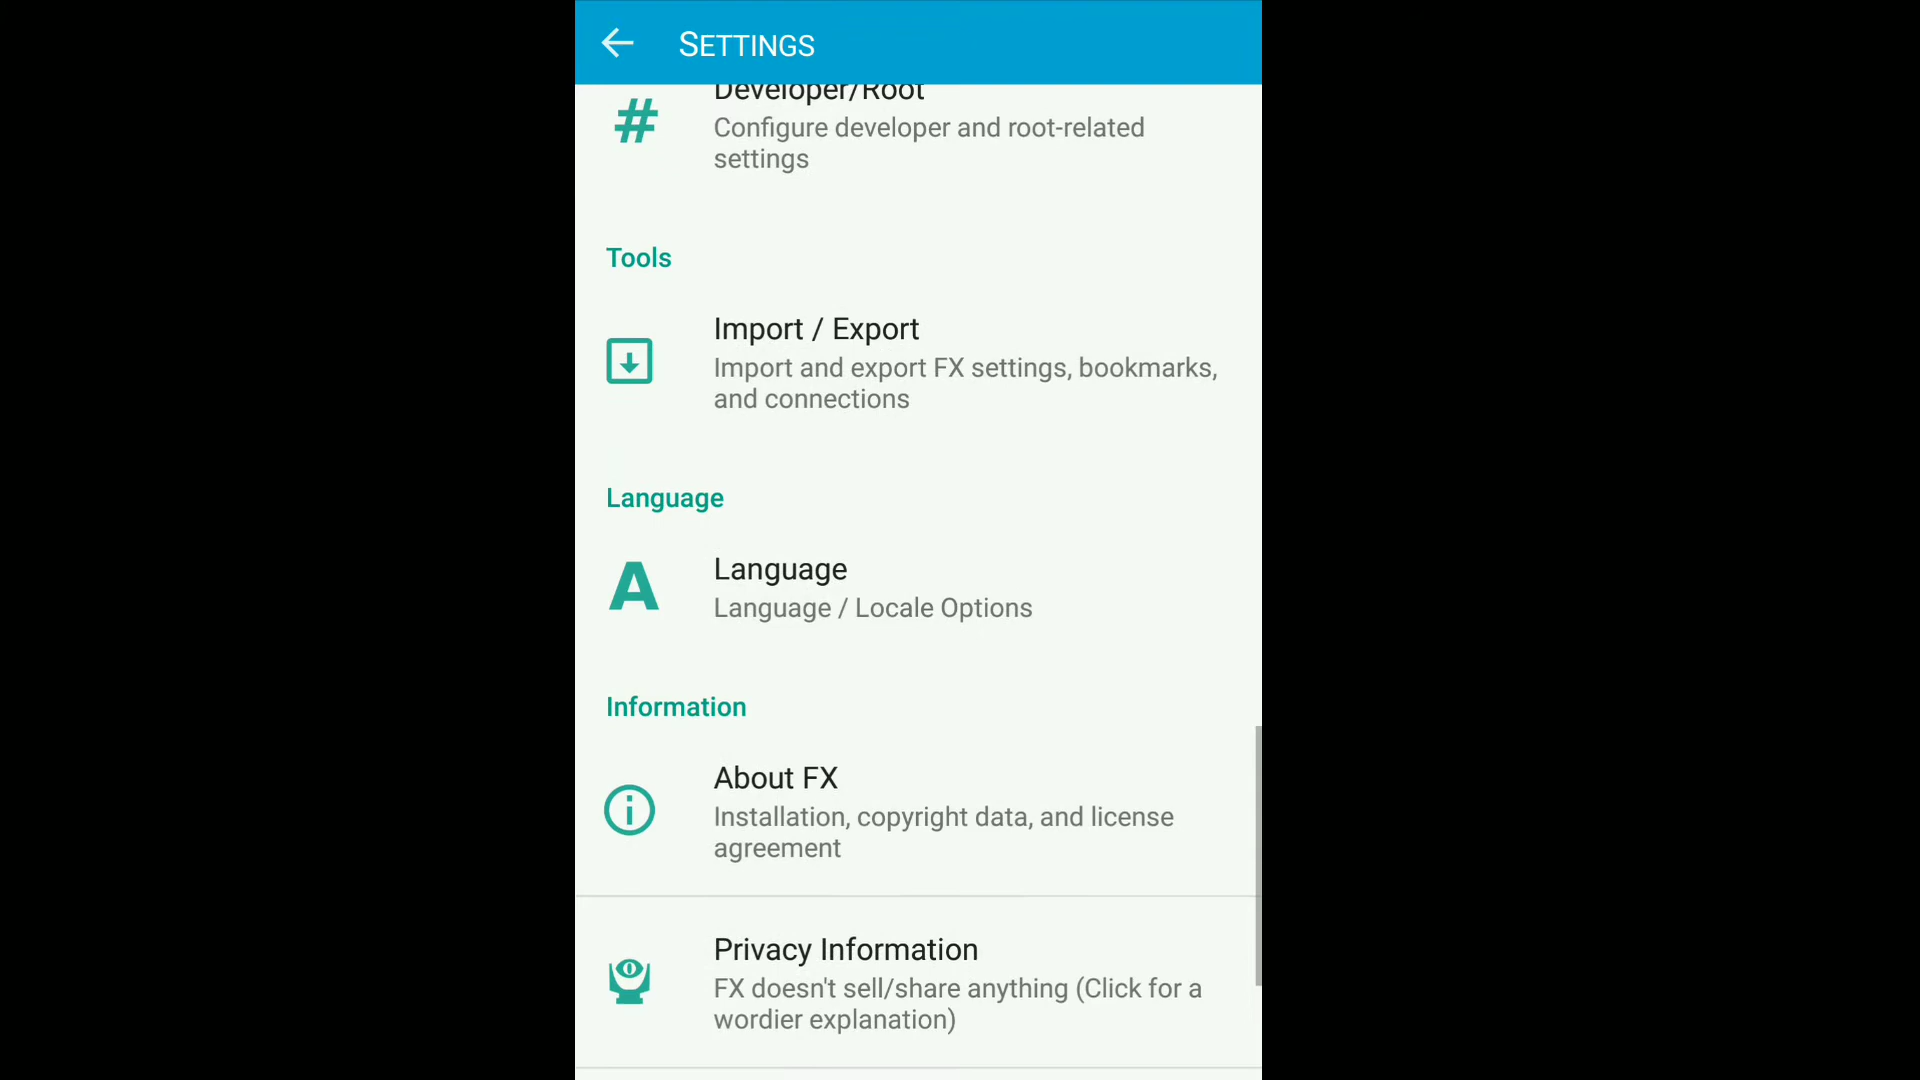 SETTINGS
Developer/Root
Configure developer and root-related
settings
Tools
Import / Export
Import and export FX settings, bookmarks,
and connections
Language
Language
Language / Locale Options
Information
About FX
Installation, copyright data, and license
agreement
Privacy Information
FX doesn't sell/share anything (Click for a
wordier explanation)